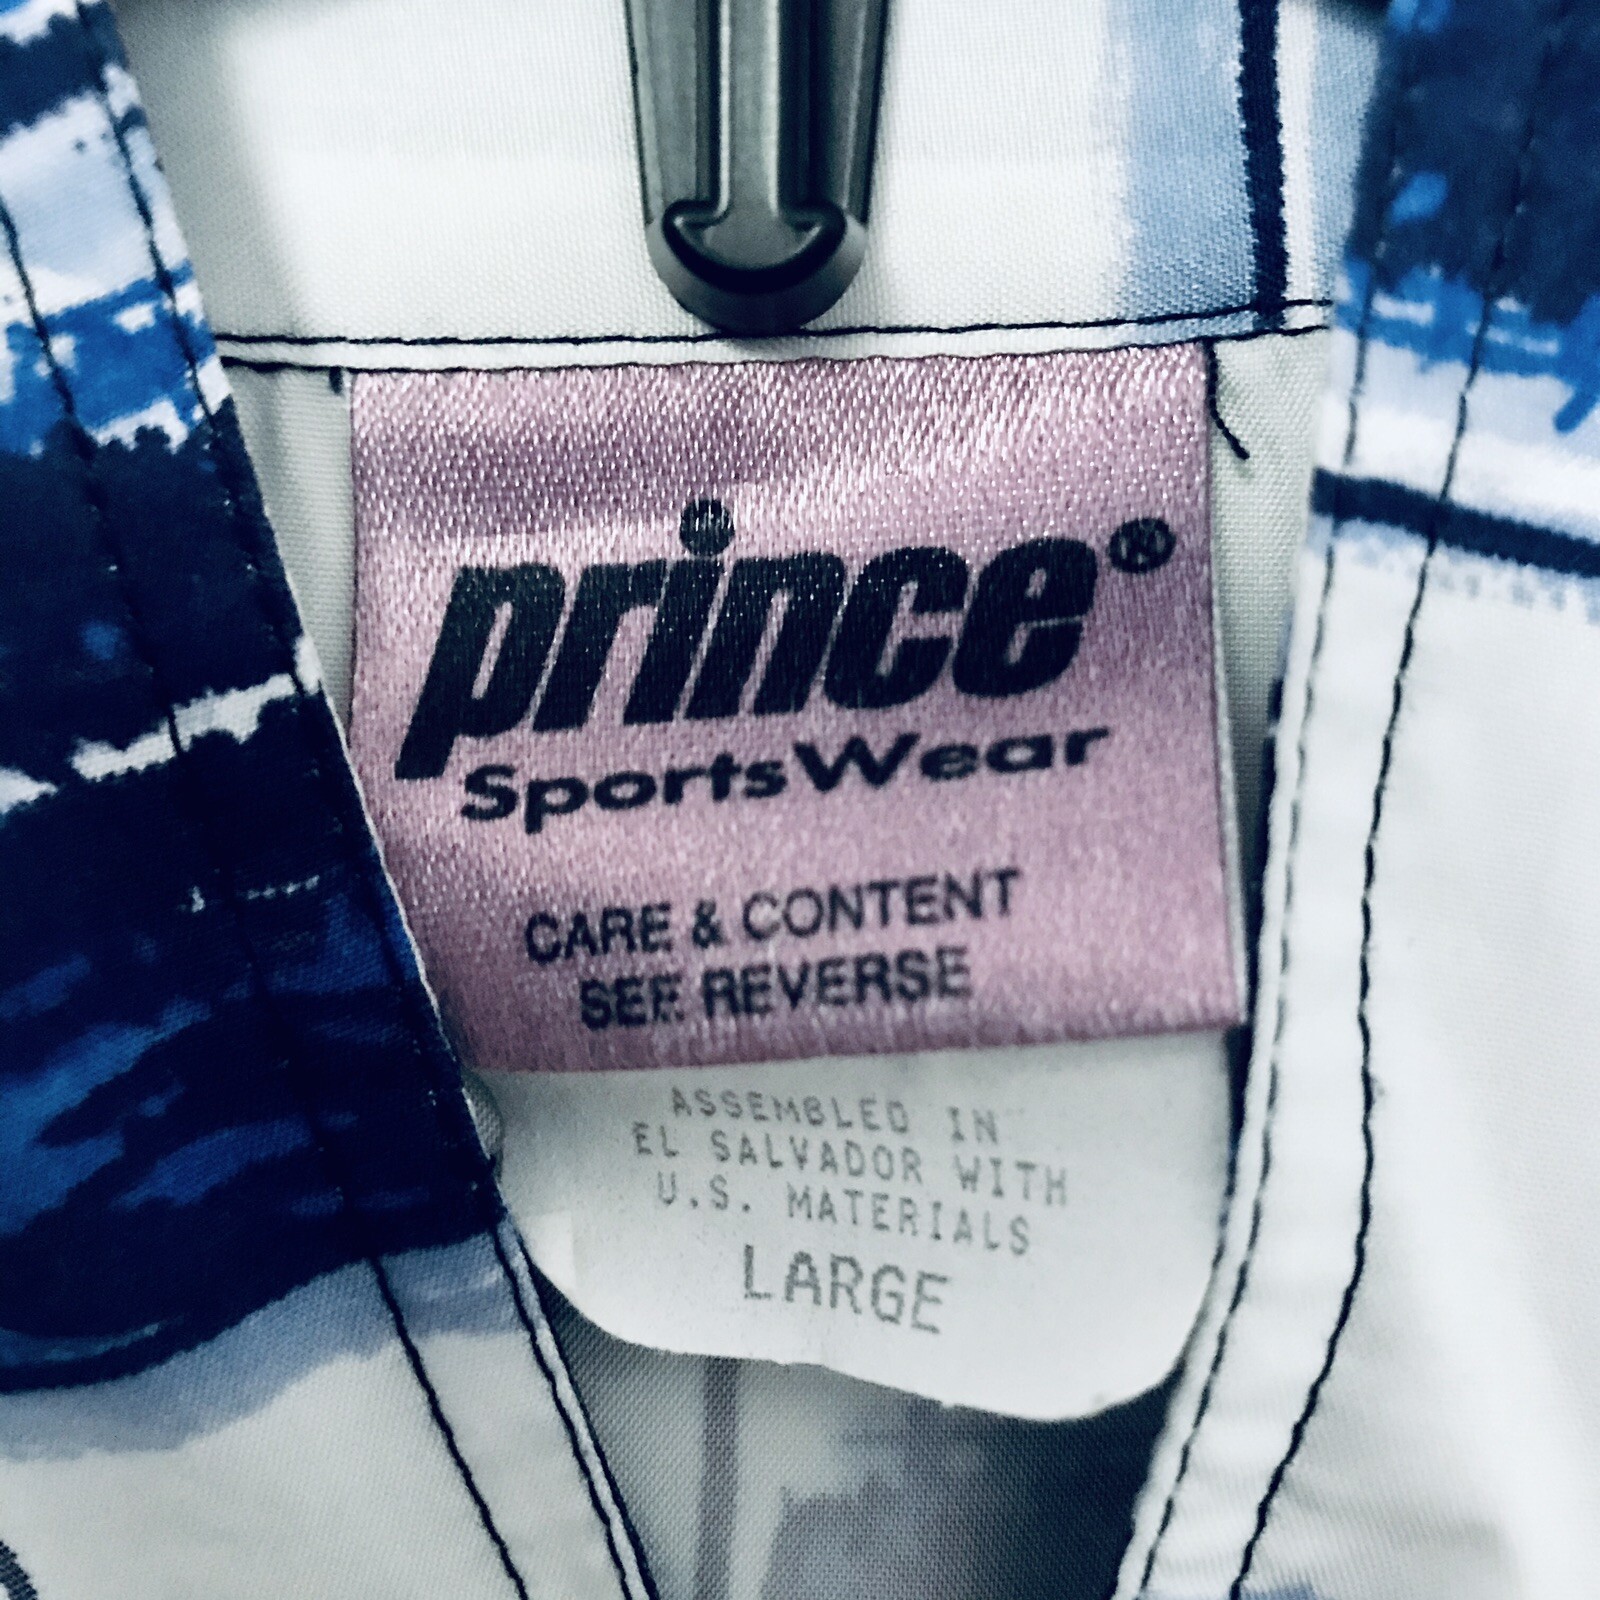 prince®
SportsWear
CARE & CONTENT
SEE REVERSE
ASSEMBLED IN
EL SALVADOR WITH
U.S. MATERIALS
LARGE